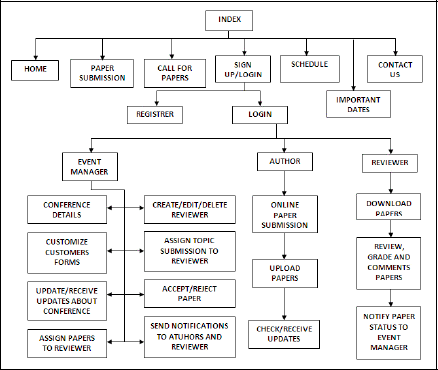 INDEX
HOME
PAPER
SUBMISSION
CALL FOR
PAPERS
SIGN
UP/LOGIN
SCHEDULE
CONTACT
US
IMPORTANT
DATES
REGISTRER
LOGIN
EVENT
MANAGER
AUTHOR
REVIEWER
CONFERENCE
DETAILS
CREATE/EDIT/DELETE
REVIEWER
CUSTOMIZE
CUSTOMERS
FORMS
ASSIGN TOPIC
SUBMISSION TO
REVIEWER
UPDATE/RECEIVE
UPDATES ABOUT
CONFERENCE
ACCEPT/REJECT
PAPER
ASSIGN PAPERS
TO REVIEWER
SEND NOTIFICATIONS
TO ATUHORS AND
REVIEWER
ONLINE
PAPER
SUBMISSION
UPLOAD
PAPERS
CHECK/RECEIVE
UPDATES
DOWNLOAD
PAPERS
REVIEW,
GRADE AND
COMMENTS
PAPERS
NOTIFY PAPER
STATUS TO
EVENT
MANAGER